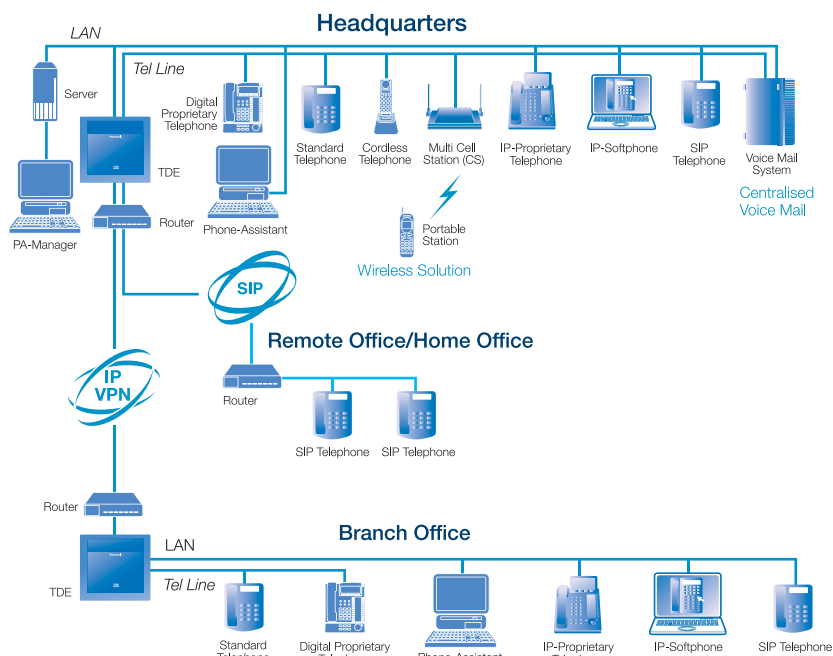 Headquarters
LAN
Tel Line
Server
Digital
Proprietary
Telephone
Standard
Telephone
Cordless
Telephone
Multi Cell
Station (CS)
IP-Proprietary
Telephone
IP-Softphone
SIP
Telephone
Voice Mail
System
Centralised
Voice Mail
TDE
PA-Manager
Router
Phone-Assistant
Portable
Station
Wireless Solution
SIP
Remote Office/Home Office
IP
VPN
Router
SIP Telephone
SIP Telephone
Router
Branch Office
LAN
Tel Line
TDE
Standard
Telephone
Digital Proprietary
Phone-Assistant
IP-Proprietary
IP-Softphone
SIP Telephone